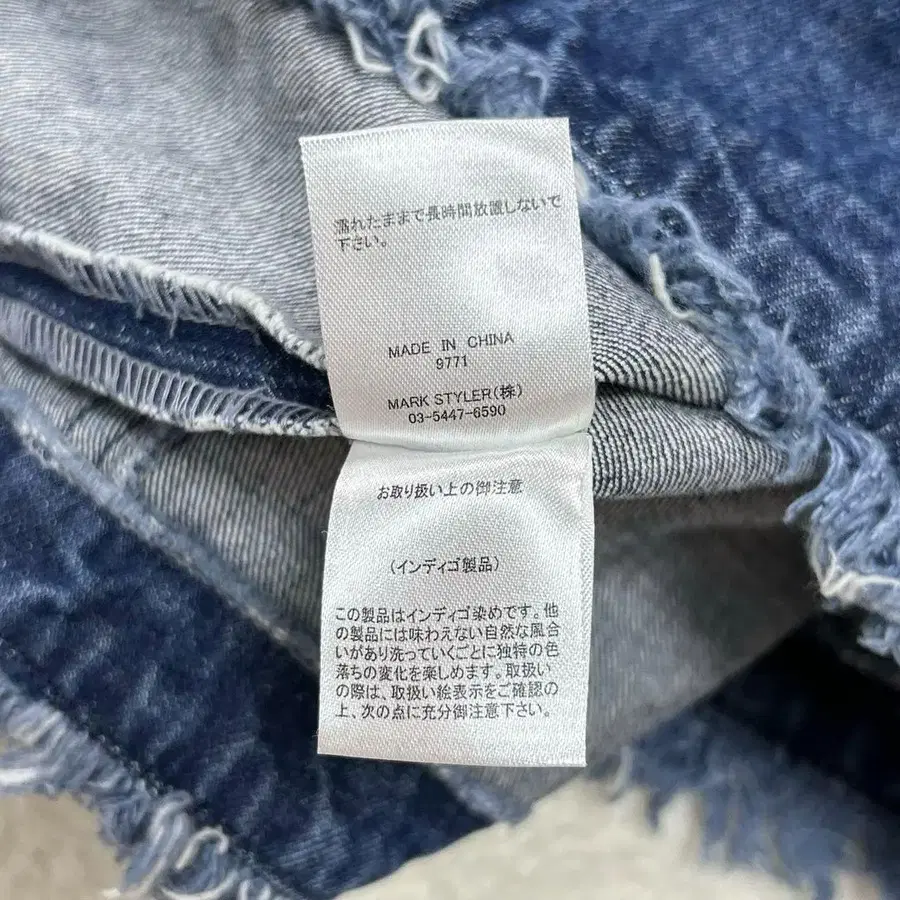 濡れたままで長時間放置しないで
下さい。
MADE IN CHINA
9771
MARK STYLER(株)
03-5447-6590
お取り扱い上の御注意
(インディゴ製品)
この製品はインディゴ染めです。他
の製品には味わえない自然な風合
いがあり洗っていくごとに独特の色
落ちの変化を楽しめます。取扱い
の際は、取扱い絵表示をご確認の
上、次の点に充分御注意下さい。